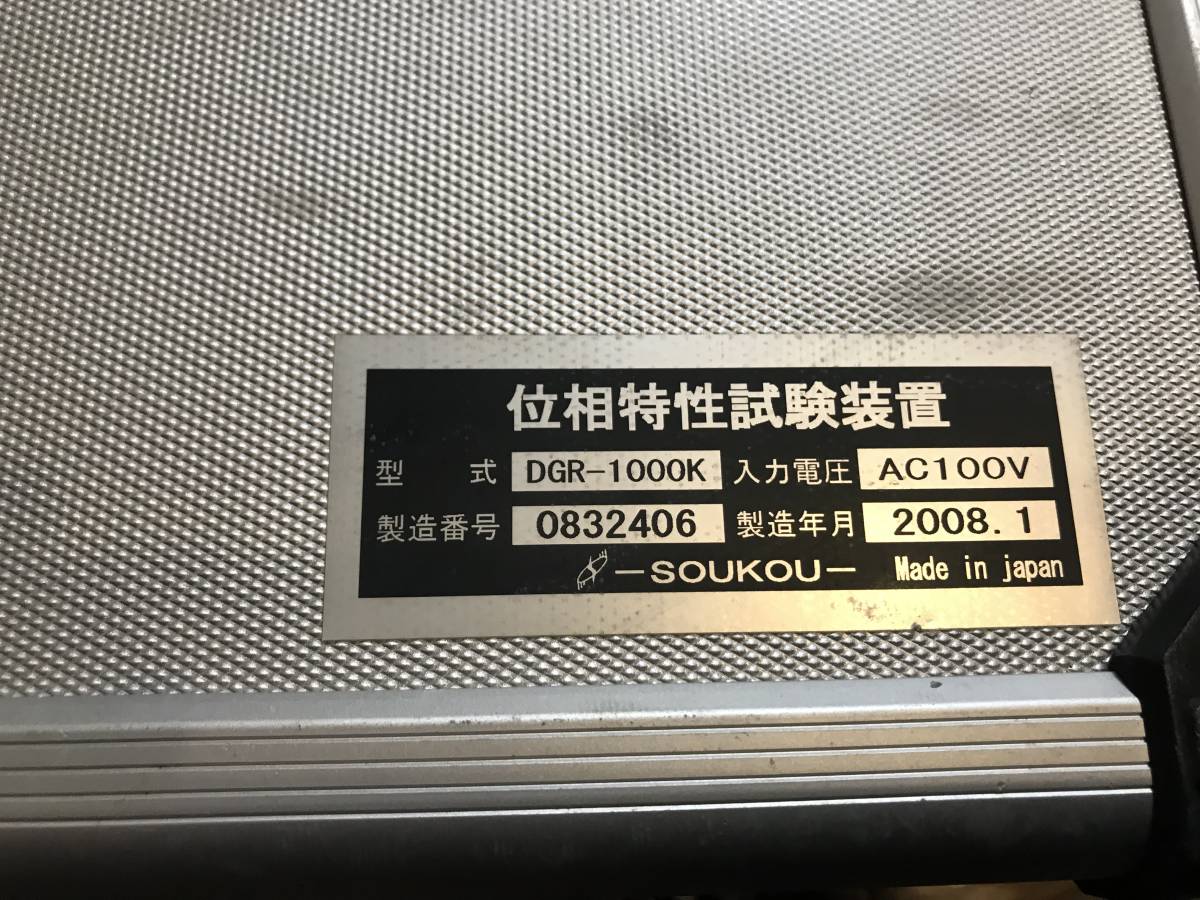 位相特性試験装置
型 式 DGR-1000K 入力電圧 AC100V
製造番号 0832406 製造年月 2008.1
-SOUKOU- Made in japan